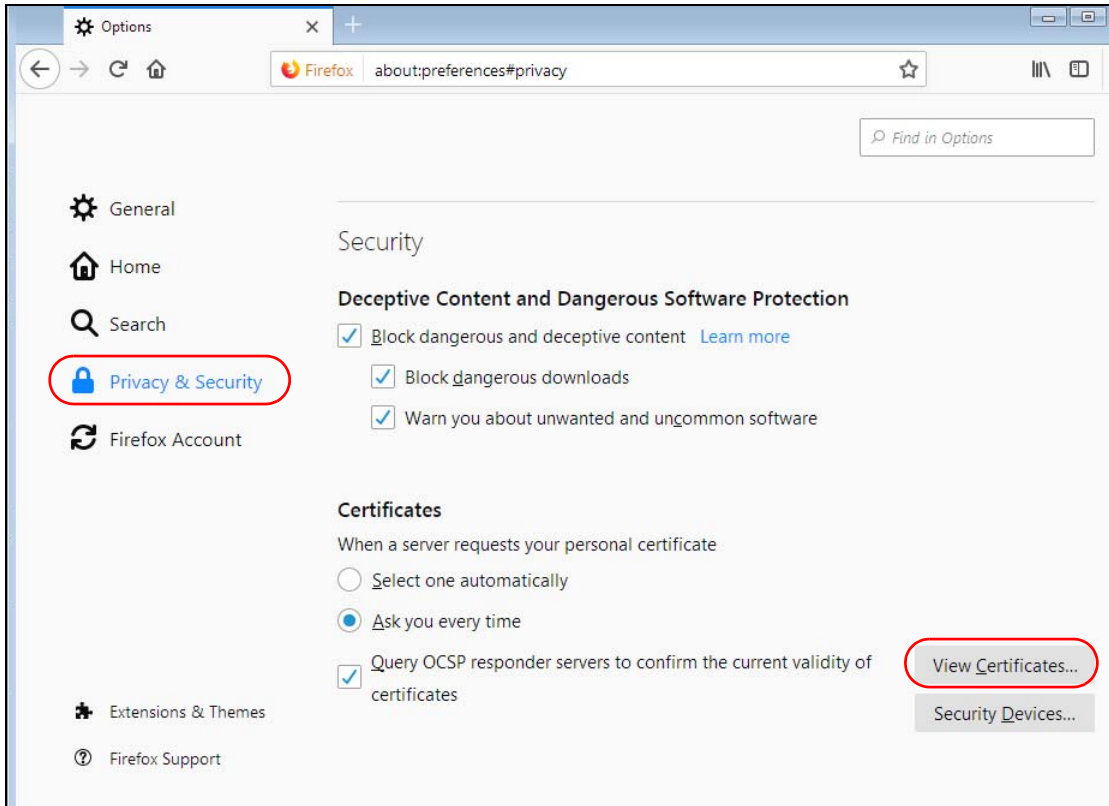 Options
Firefox about:preferences#privacy
Find in Options
General
Home
Search
Privacy & Security
Firefox Account
Extensions & Themes
Firefox Support
Security
Deceptive Content and Dangerous Software Protection
Block dangerous and deceptive content Learn more
Block dangerous downloads
Warn you about unwanted and uncommon software
Certificates
When a server requests your personal certificate
Select one automatically
Ask you every time
Query OCSP responder servers to confirm the current validity of
certificates
View Certificates...
Security Devices...